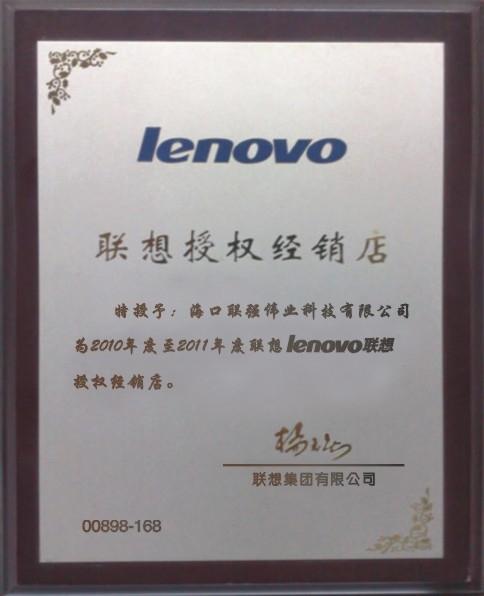 lenovo
联想授权经销店
特授予：海口联强伟业科技有限公司
为2010年度至2011年度联想lenovo联想
授权经销店。
联想集团有限公司
00898-168